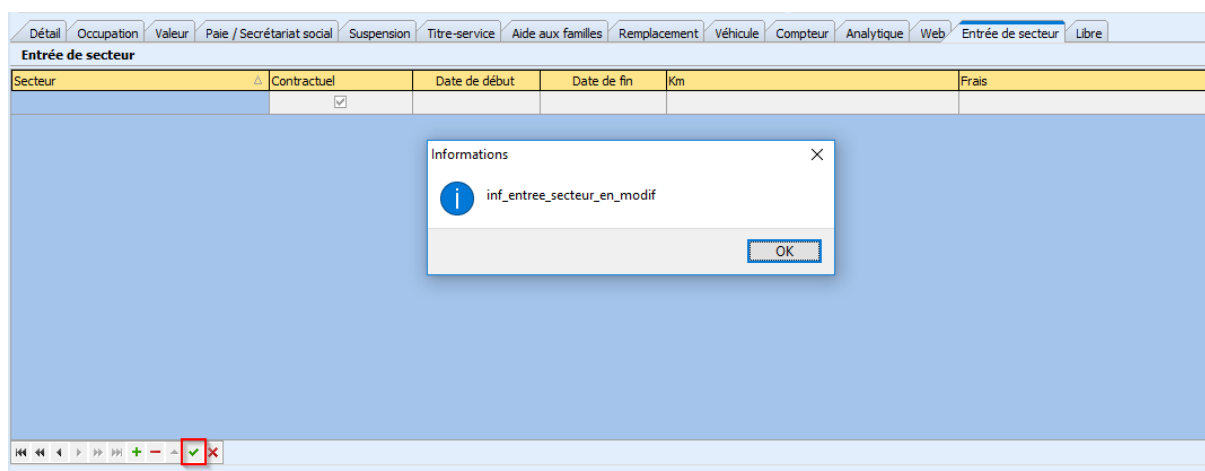 Détail Occupation Valeur Paie / Secrétariat social Suspension Titre-service Aide aux familles Remplacement Véhicule Compteur Analytique Web Entrée de secteur Libre
Entrée de secteur
Secteur Contractuel Date de début Date de fin Km Frais
Informations
inf_entree_secteur_en_modif
OK